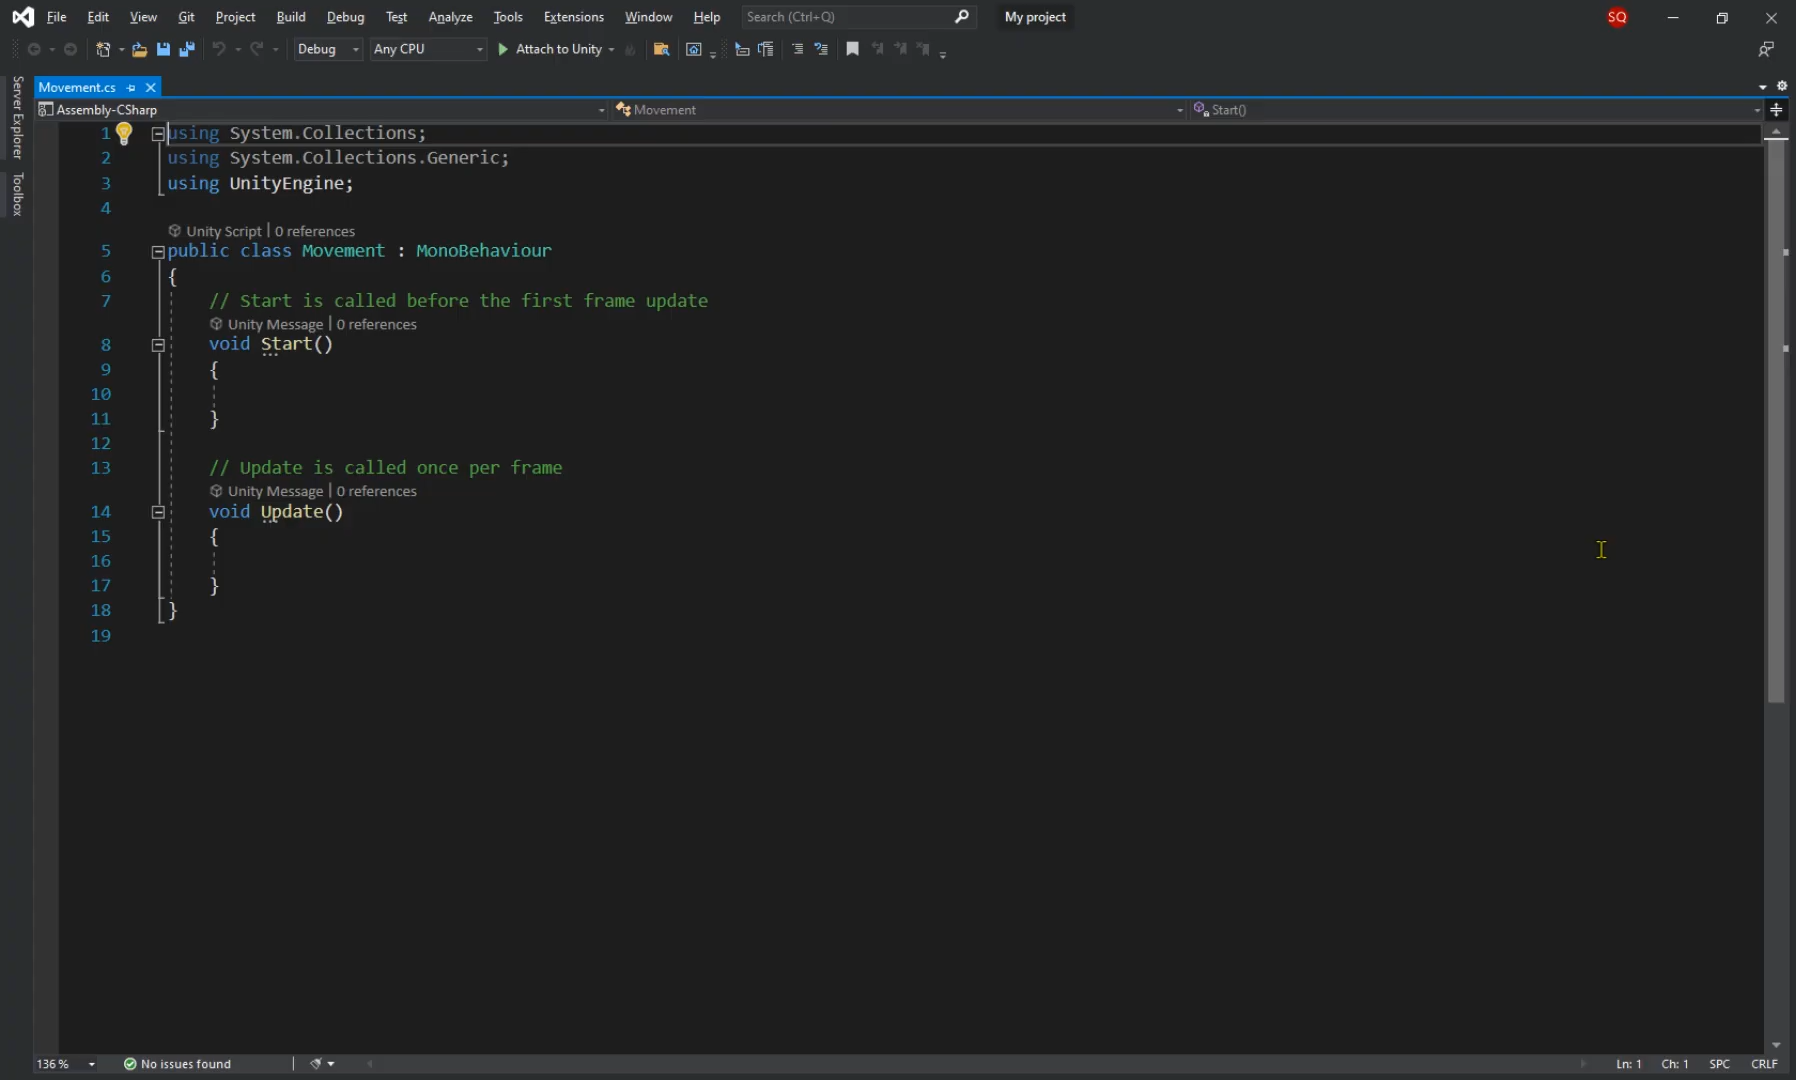 File Edit View Git Project Build Debug Test Analyze Tools Extensions Window Help Search (Ctrl+Q) My project SQ
Debug Any CPU Attach to Unity
Server Explorer
Toolbox
Movement.cs
Assembly-CSharp Movement Start()
1 using System.Collections;
2 using System.Collections.Generic;
3 using UnityEngine;
4
Unity Script | 0 references
5 public class Movement : MonoBehaviour
6 {
7 // Start is called before the first frame update
Unity Message | 0 references
8 void Start()
9 {
10
11 }
12
13 // Update is called once per frame
Unity Message | 0 references
14 void Update()
15 {
16
17 }
18 }
19
136 % No issues found Ln: 1 Ch: 1 SPC CRLF